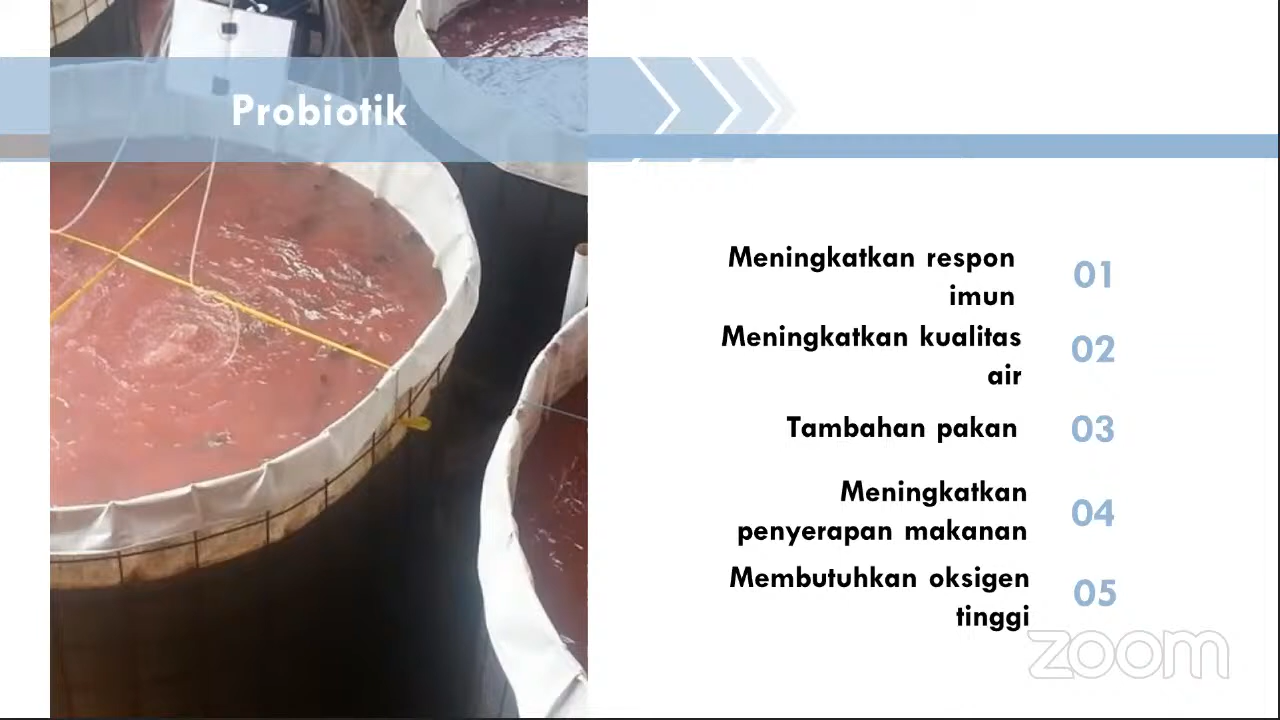 Probiotik
Meningkatkan respon
imun
01
Meningkatkan kualitas
air
02
Tambahan pakan
03
Meningkatkan
penyerapan makanan
04
Membutuhkan oksigen
tinggi
05
zoom